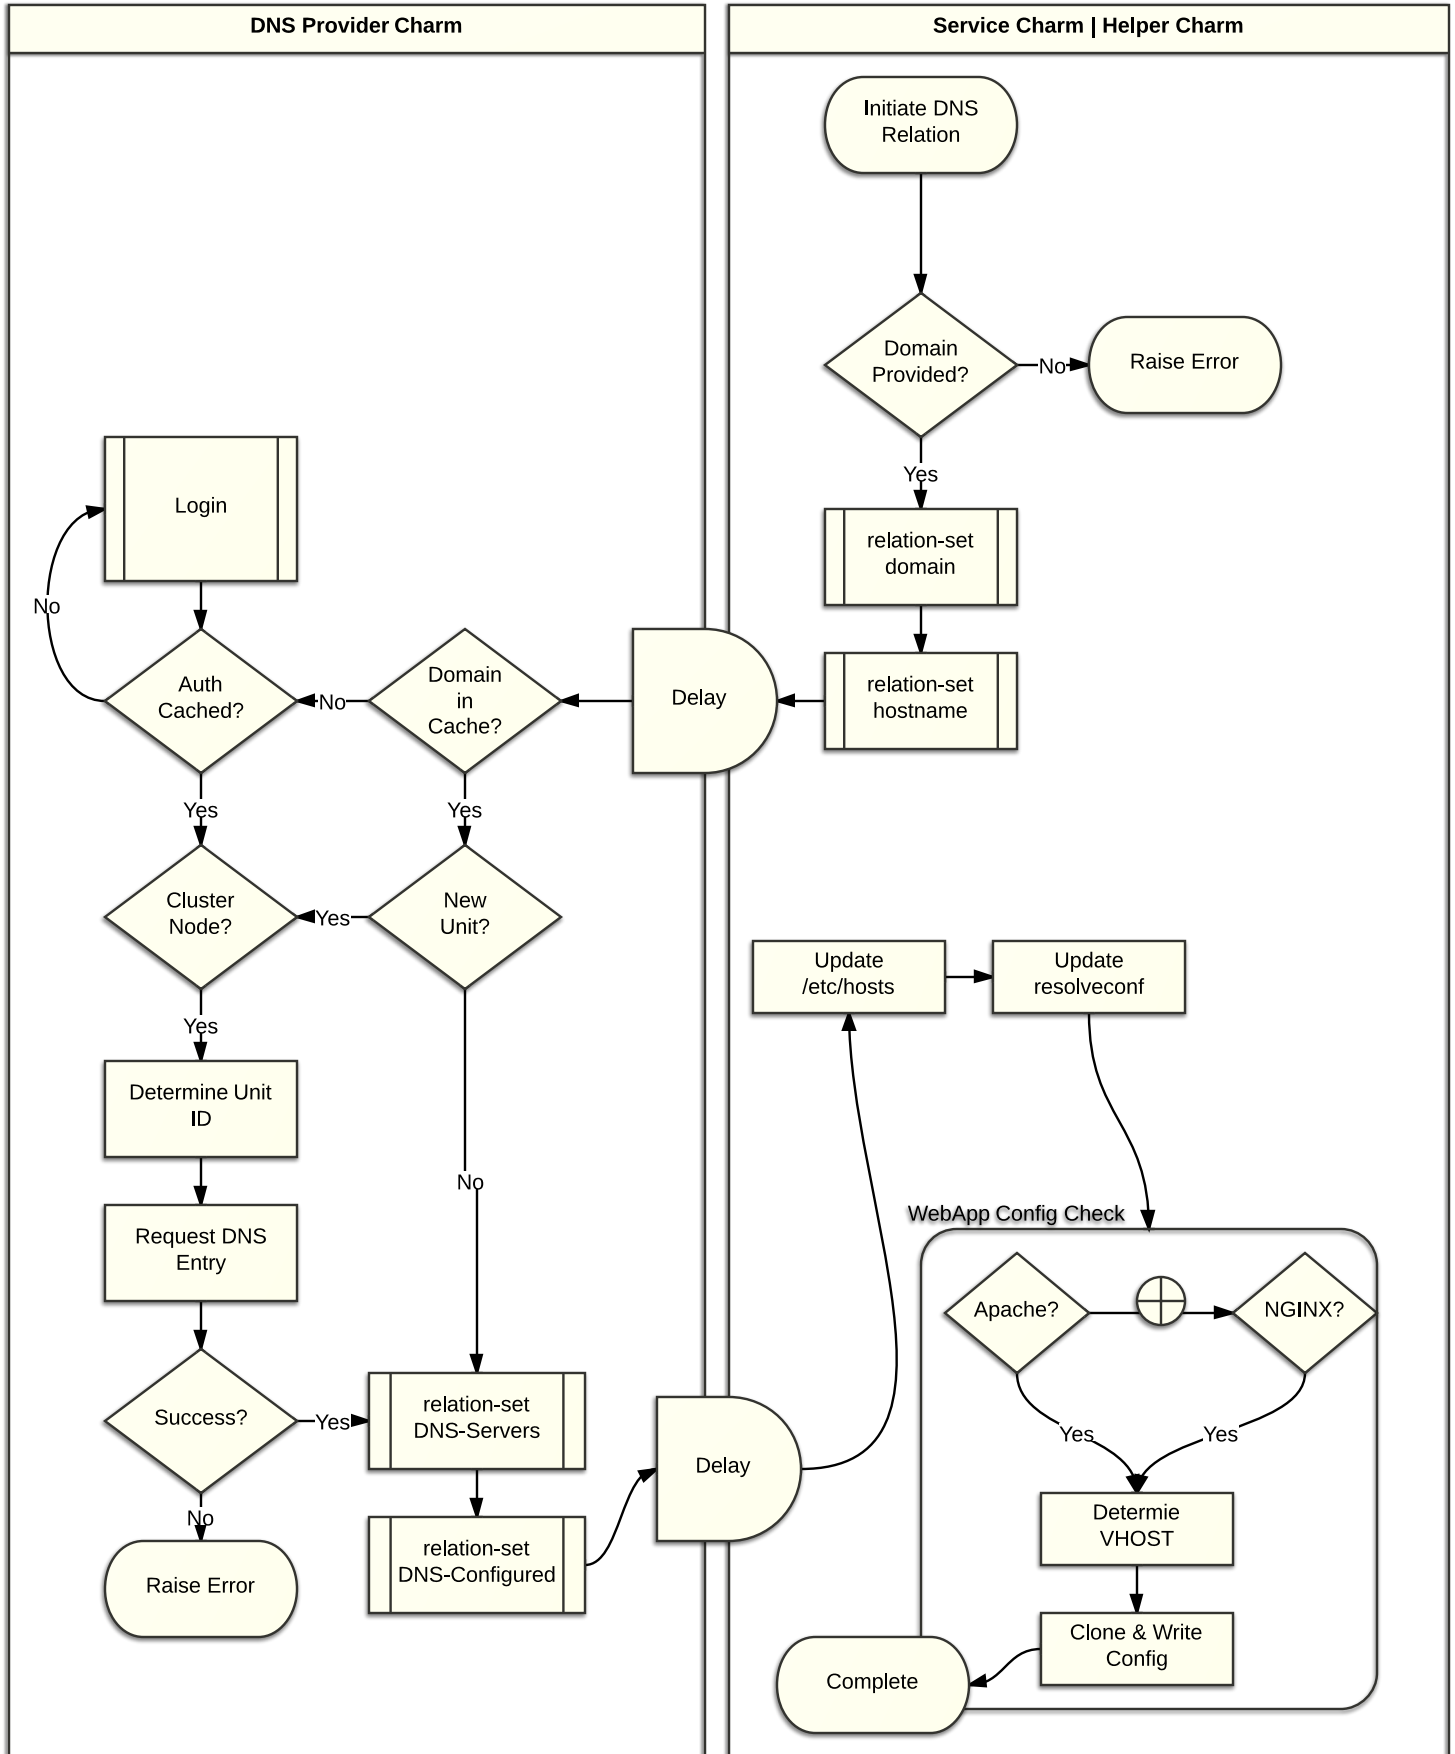 DNS Provider Charm
Service Charm | Helper Charm
Initiate DNS
Relation
Domain
Provided?
No
Raise Error
Yes
relation-set
domain
relation-set
hostname
Delay
Domain
in
Cache?
No
Login
No
Auth
Cached?
Yes
Yes
Cluster
Node?
Yes
New
Unit?
Yes
Determine Unit
ID
No
Request DNS
Entry
Success?
Yes
relation-set
DNS-Servers
No
Raise Error
relation-set
DNS-Configured
Delay
Update
/etc/hosts
Update
resolveconf
WebApp Config Check
Apache?
NGINX?
Yes
Yes
Determie
VHOST
Clone & Write
Config
Complete